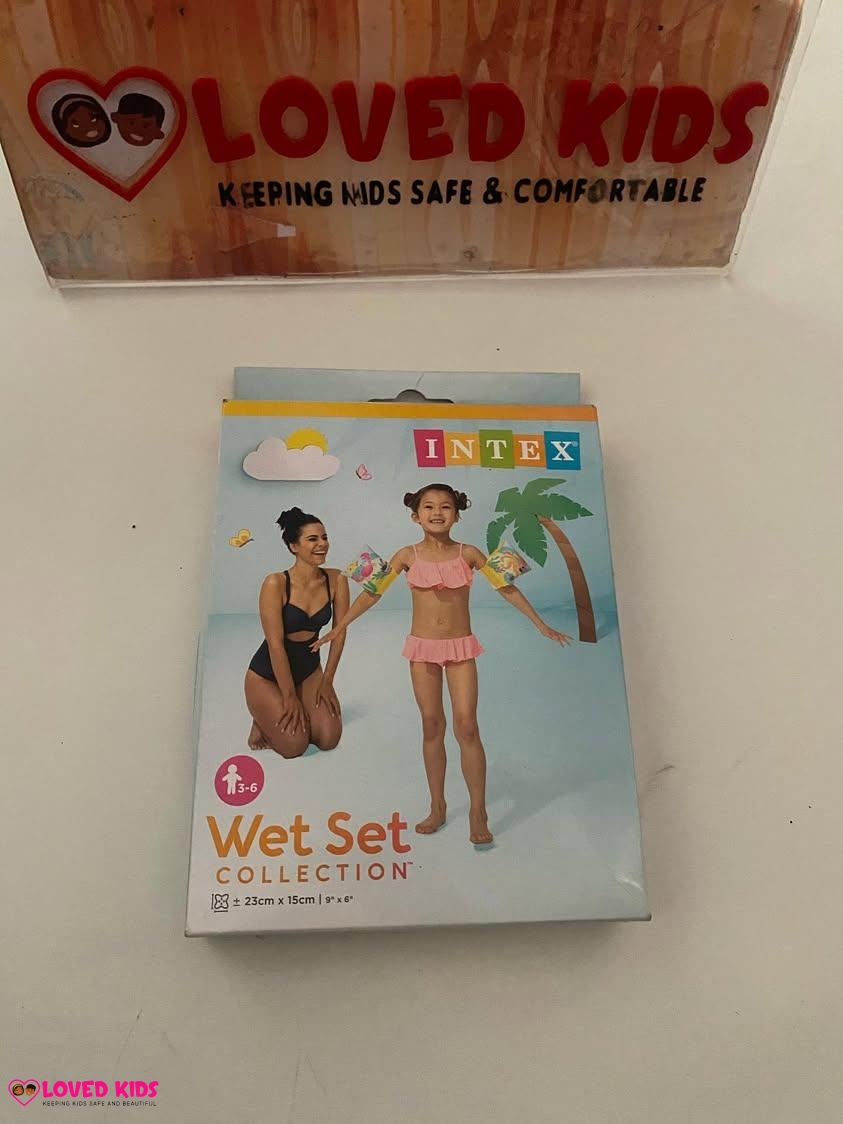 LOVED KIDS
KEEPING KIDS SAFE & COMFORTABLE
INTEX®
3-6
Wet Set
COLLECTION™
± 23cm x 15cm | 9" x 6"
LOVED KIDS
KEEPING KIDS SAFE AND BEAUTIFUL